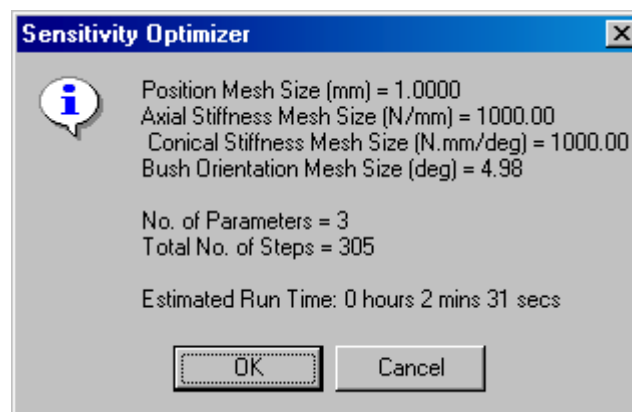 Sensitivity Optimizer
Position Mesh Size (mm) = 1.0000
Axial Stiffness Mesh Size (N/mm) = 1000.00
Conical Stiffness Mesh Size (N.mm/deg) = 1000.00
Bush Orientation Mesh Size (deg) = 4.98
No. of Parameters = 3
Total No. of Steps = 305
Estimated Run Time: 0 hours 2 mins 31 secs
OK
Cancel